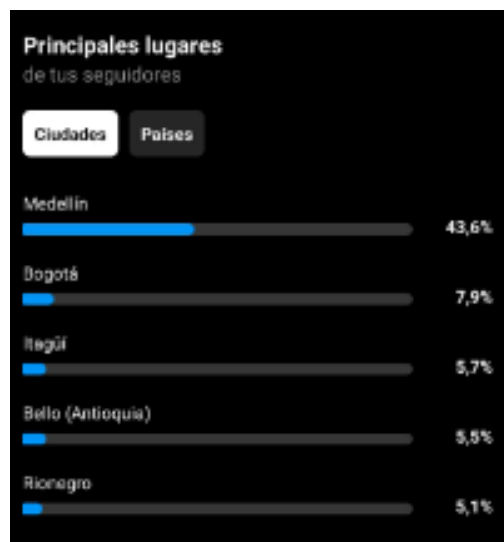 Principales lugares
de tus seguidores
Ciudades Países
Medellín
43,6%
Bogotá
7,9%
Itagüí
5,7%
Bello (Antioquia)
5,5%
Rionegro
5,1%